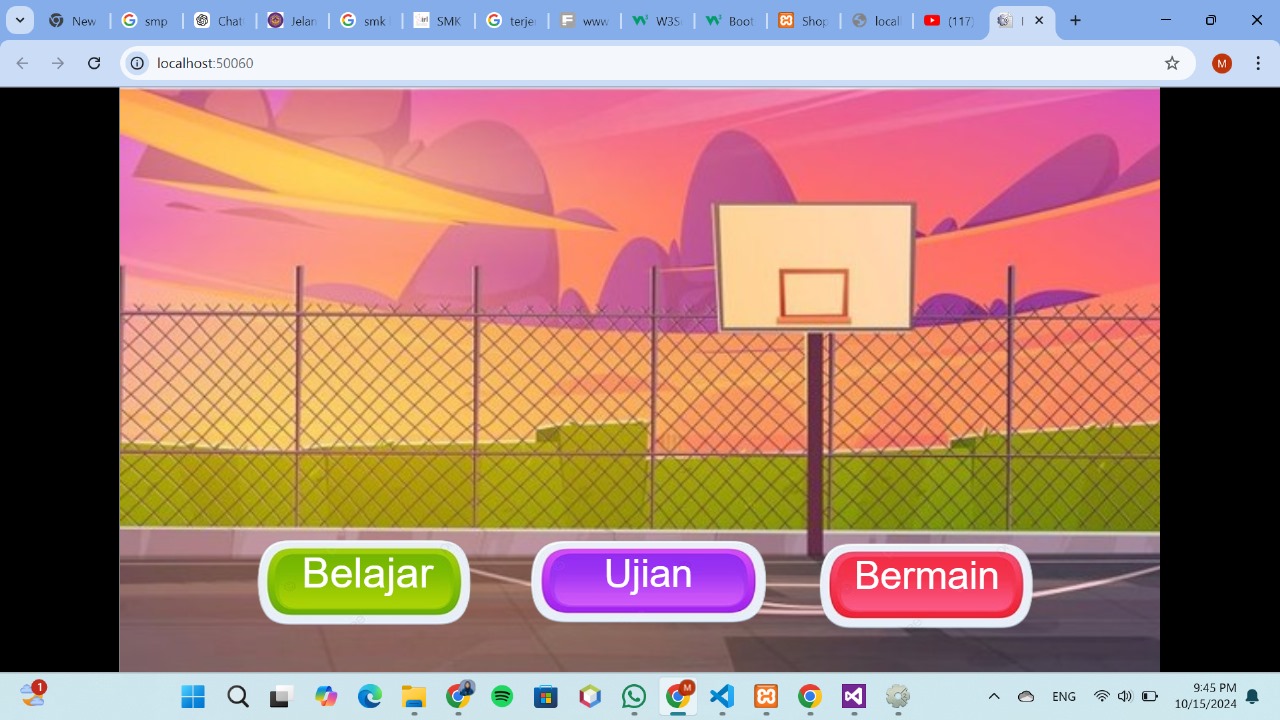 New
smp
Chat
Jelan
smk
SMK
terje
www
W3S
Boot
Shop
local
(117)
localhost:50060
M
Belajar
Ujian
Bermain
1
M
ENG
9:45 PM
10/15/2024